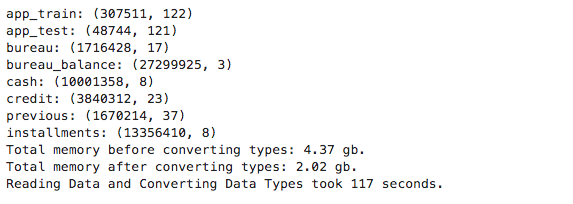 app_train: (307511, 122)
app_test: (48744, 121)
bureau: (1716428, 17)
bureau_balance: (27299925, 3)
cash: (10001358, 8)
credit: (3840312, 23)
previous: (1670214, 37)
installments: (13356410, 8)
Total memory before converting types: 4.37 gb.
Total memory after converting types: 2.02 gb.
Reading Data and Converting Data Types took 117 seconds.